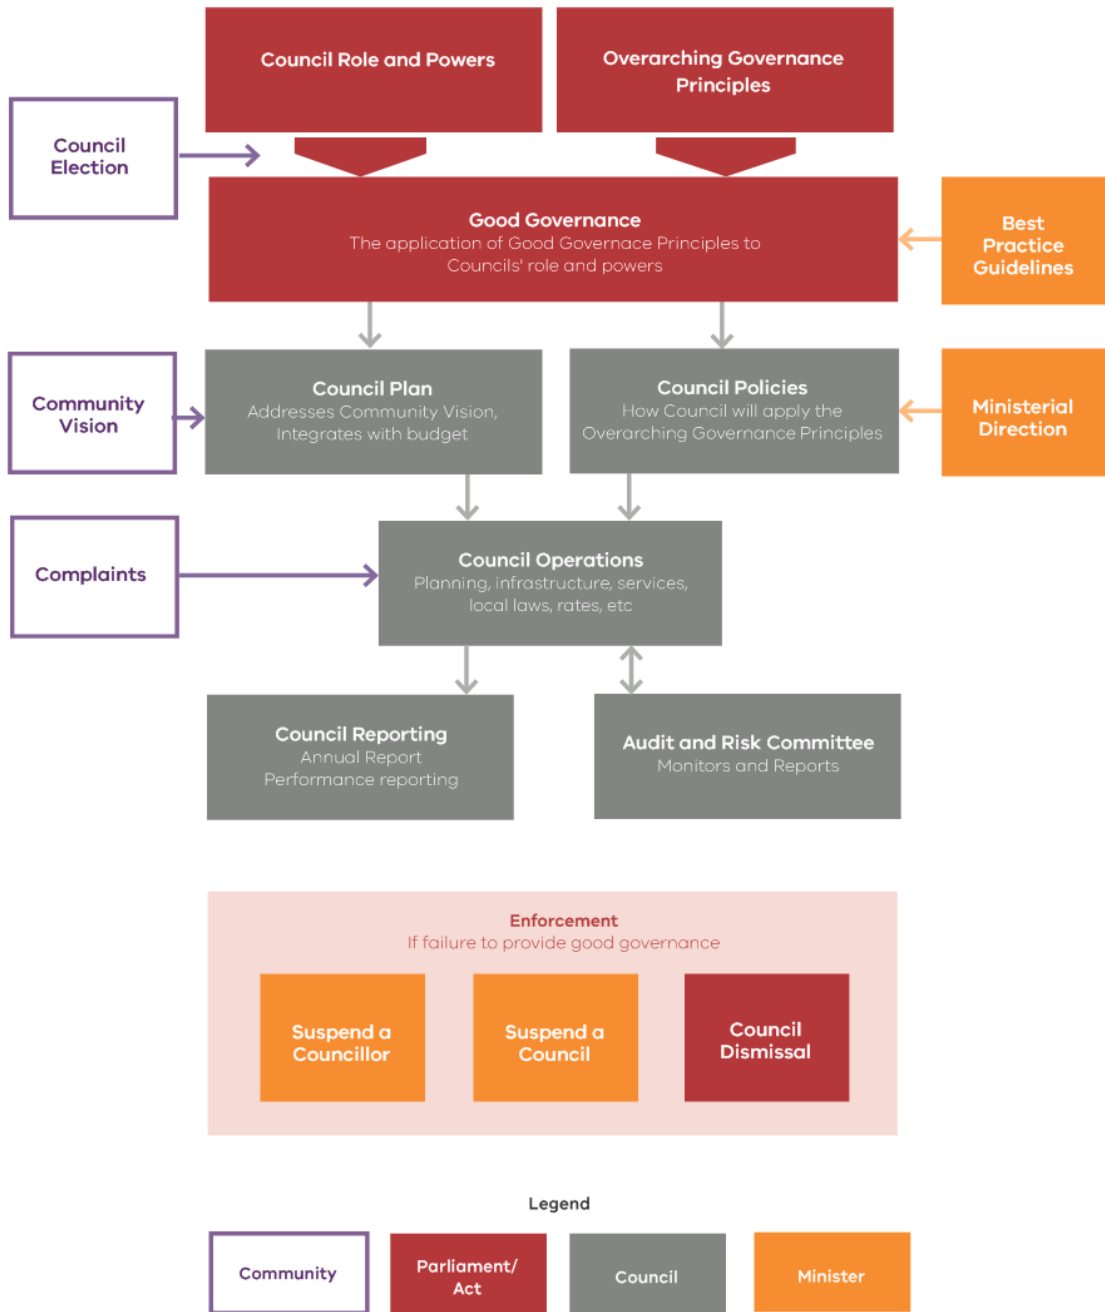 Council Role and Powers
Overarching Governance
Principles
Council
Election
Good Governance
The application of Good Governace Principles to
Councils' role and powers
Best
Practice
Guidelines
Community
Vision
Council Plan
Addresses Community Vision,
Integrates with budget
Council Policies
How Council will apply the
Overarching Governance Principles
Ministerial
Direction
Complaints
Council Operations
Planning, infrastructure, services,
local laws, rates, etc
Council Reporting
Annual Report
Performance reporting
Audit and Risk Committee
Monitors and Reports
Enforcement
If failure to provide good governance
Suspend a
Councillor
Suspend a
Council
Council
Dismissal
Legend
Community
Parliament/
Act
Council
Minister